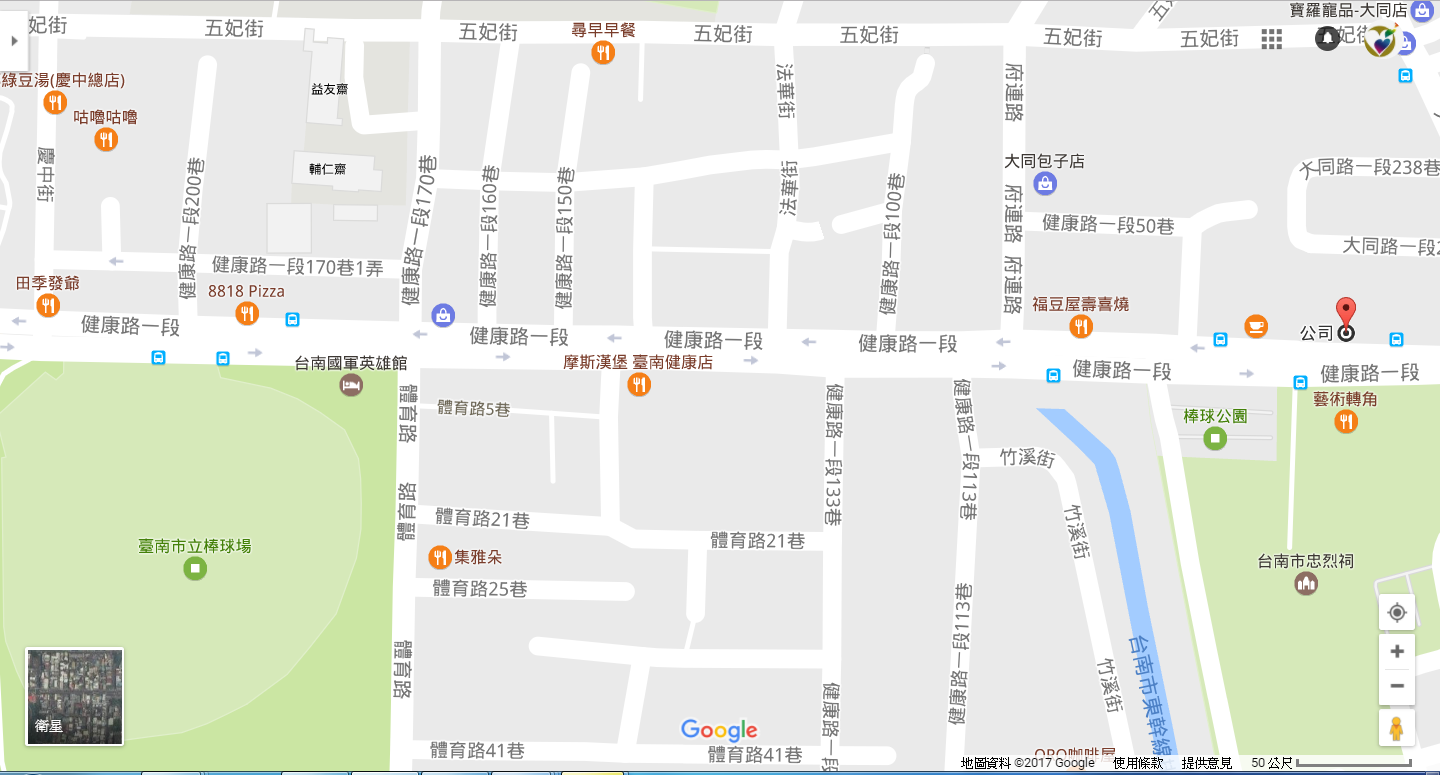 五妃街
五妃街
五妃街
五妃街
五妃街
五妃街
五妃街
尋早早餐
寶羅寵品-大同店
綠豆湯(慶中總店)
咕嚕咕嚕
益友齋
輔仁齋
慶中街
健康路一段200巷
健康路一段170巷
健康路一段160巷
健康路一段150巷
法華街
法華街
健康路一段100巷
府連路
府連路
府連路
大同包子店
大同路一段238巷
健康路一段50巷
大同路一段2
健康路一段170巷1弄
田季發爺
8818 Pizza
福豆屋壽喜燒
公司
健康路一段
健康路一段
健康路一段
健康路一段
健康路一段
健康路一段
台南國軍英雄館
摩斯漢堡 臺南健康店
藝術轉角
棒球公園
體育路
體育路5巷
健康路一段133巷
健康路一段113巷
竹溪街
竹溪街
體育路
體育路21巷
體育路21巷
臺南市立棒球場
集雅朵
體育路25巷
台南市忠烈祠
健康路一段113巷
體育路
竹溪街
台南市東幹線
健康路一段
衛星
Google
體育路41巷
體育路41巷
地圖資料 ©2017 Google 使用條款 提供意見 50 公尺